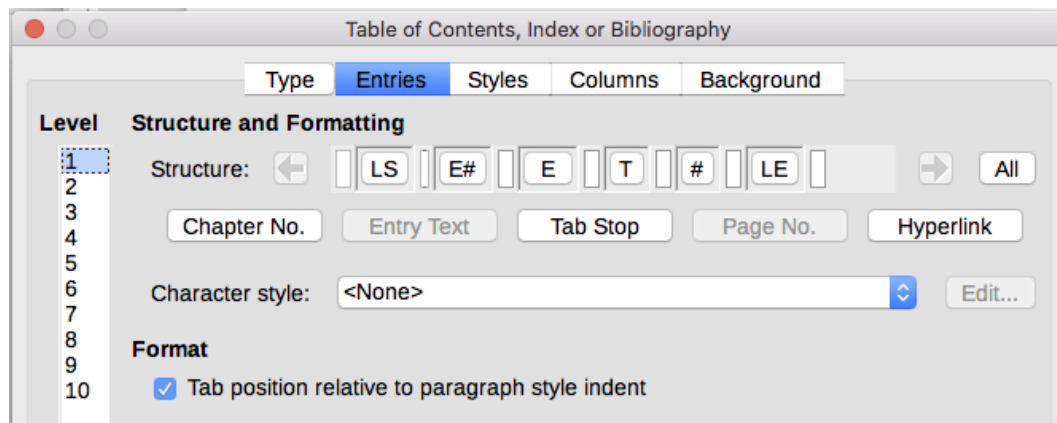 Table of Contents, Index or Bibliography
Type Entries Styles Columns Background
Level Structure and Formatting
1
Structure: LS E# E T # LE All
2
3
Chapter No. Entry Text Tab Stop Page No. Hyperlink
4
5
6
Character style: <None> Edit...
7
8
Format
9
10
Tab position relative to paragraph style indent